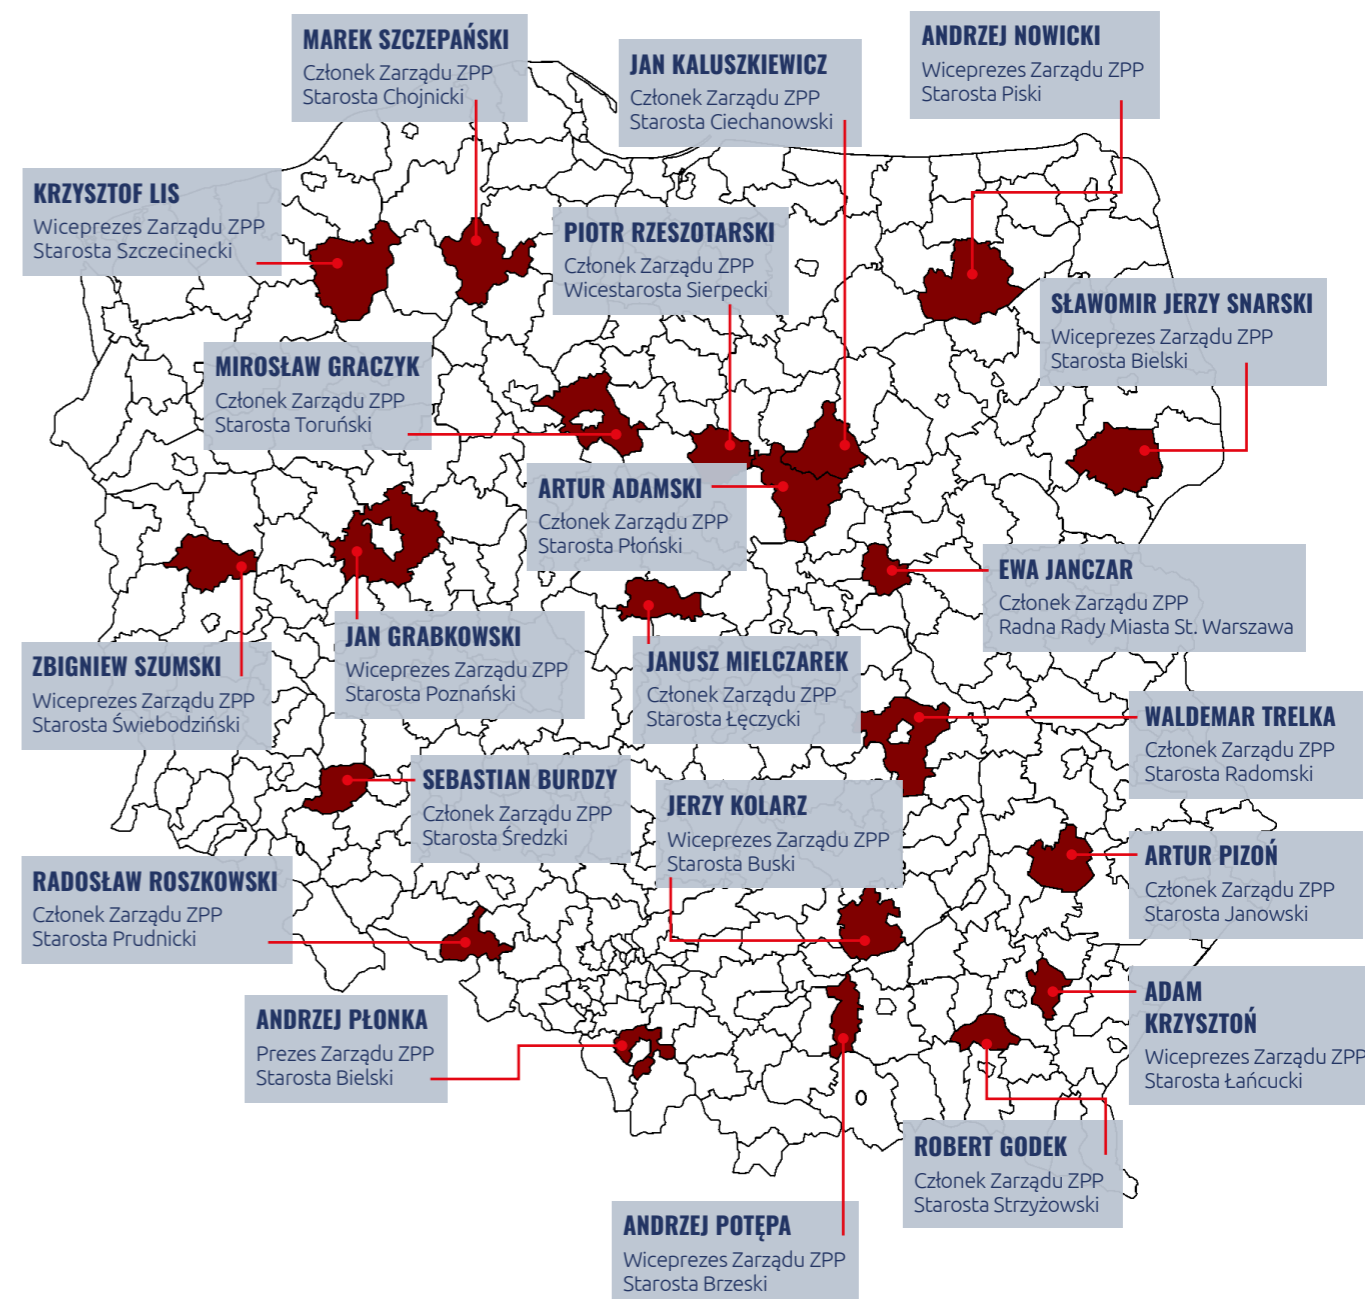 MAREK SZCZEPAŃSKI
Członek Zarządu ZPP
Starosta Chojnicki
JAN KALUSZKIEWICZ
Członek Zarządu ZPP
Starosta Ciechanowski
ANDRZEJ NOWICKI
Wiceprezes Zarządu ZPP
Starosta Piski
KRZYSZTOF LIS
Wiceprezes Zarządu ZPP
Starosta Szczecinecki
PIOTR RZESZOTARSKI
Członek Zarządu ZPP
Wicestarosta Sierpecki
SŁAWOMIR JERZY SNARSKI
Wiceprezes Zarządu ZPP
Starosta Bielski
MIROSŁAW GRACZYK
Członek Zarządu ZPP
Starosta Toruński
ARTUR ADAMSKI
Członek Zarządu ZPP
Starosta Płoński
EWA JANCZAR
Członek Zarządu ZPP
Radna Rady Miasta St. Warszawa
JAN GRABKOWSKI
Wiceprezes Zarządu ZPP
Starosta Poznański
ZBIGNIEW SZUMSKI
Wiceprezes Zarządu ZPP
Starosta Świebodziński
JANUSZ MIELCZAREK
Członek Zarządu ZPP
Starosta Łęczycki
WALDEMAR TRELKA
Członek Zarządu ZPP
Starosta Radomski
SEBASTIAN BURDZY
Członek Zarządu ZPP
Starosta Średzki
JERZY KOLARZ
Wiceprezes Zarządu ZPP
Starosta Buski
ARTUR PIZOŃ
Członek Zarządu ZPP
Starosta Janowski
RADOSŁAW ROSZKOWSKI
Członek Zarządu ZPP
Starosta Prudnicki
ADAM
KRZYSZTOŃ
Wiceprezes Zarządu ZPP
Starosta Łańcucki
ANDRZEJ PŁONKA
Prezes Zarządu ZPP
Starosta Bielski
ROBERT GODEK
Członek Zarządu ZPP
Starosta Strzyżowski
ANDRZEJ POTĘPA
Wiceprezes Zarządu ZPP
Starosta Brzeski